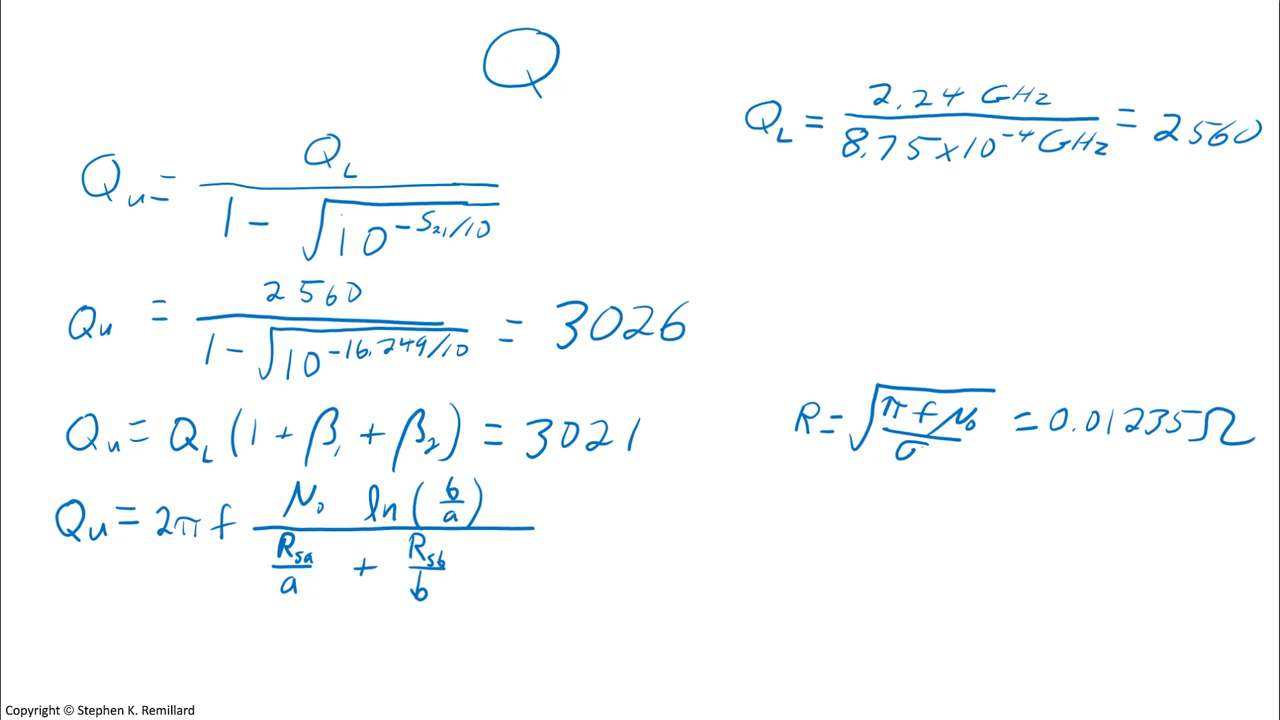 Q
Q_L = 2.24 GHz / 8.75×10^-4 GHz = 2560
Q_u = Q_L / (1 - √(10^(-S_21/10)))
Q_u = 2560 / (1 - √(10^(-16.249/10))) = 3026
Q_u = Q_L (1 + β_1 + β_2) = 3021
R = √(π f μ_0 / σ) = 0.01235 Ω
Q_u = 2π f μ_0 ln(b/a) / (R_sa/a + R_sb/b)
Copyright © Stephen K. Remillard